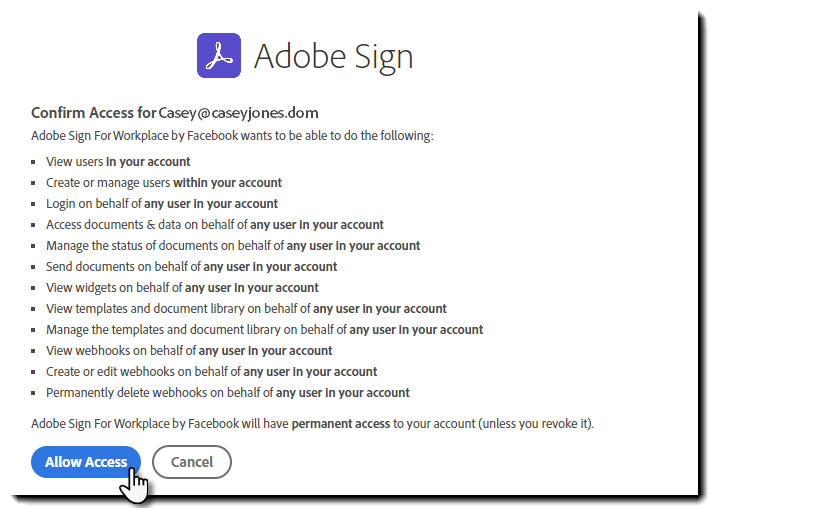 Adobe Sign
Confirm Access for Casey@caseyjones.dom
Adobe Sign For Workplace by Facebook wants to be able to do the following:
View users in your account
Create or manage users within your account
Login on behalf of any user in your account
Access documents & data on behalf of any user in your account
Manage the status of documents on behalf of any user in your account
Send documents on behalf of any user in your account
View widgets on behalf of any user in your account
View templates and document library on behalf of any user in your account
Manage the templates and document library on behalf of any user in your account
View webhooks on behalf of any user in your account
Create or edit webhooks on behalf of any user in your account
Permanently delete webhooks on behalf of any user in your account
Adobe Sign For Workplace by Facebook will have permanent access to your account (unless you revoke it).
Allow Access Cancel